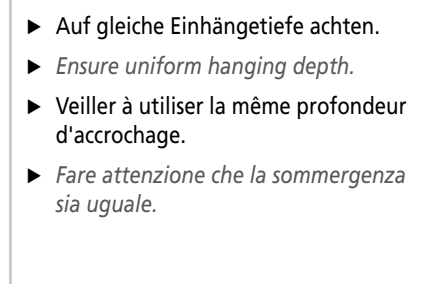 ▶ Auf gleiche Einhängetiefe achten.
▶ Ensure uniform hanging depth.
▶ Veiller à utiliser la même profondeur
d'accrochage.
▶ Fare attenzione che la sommergenza
sia uguale.